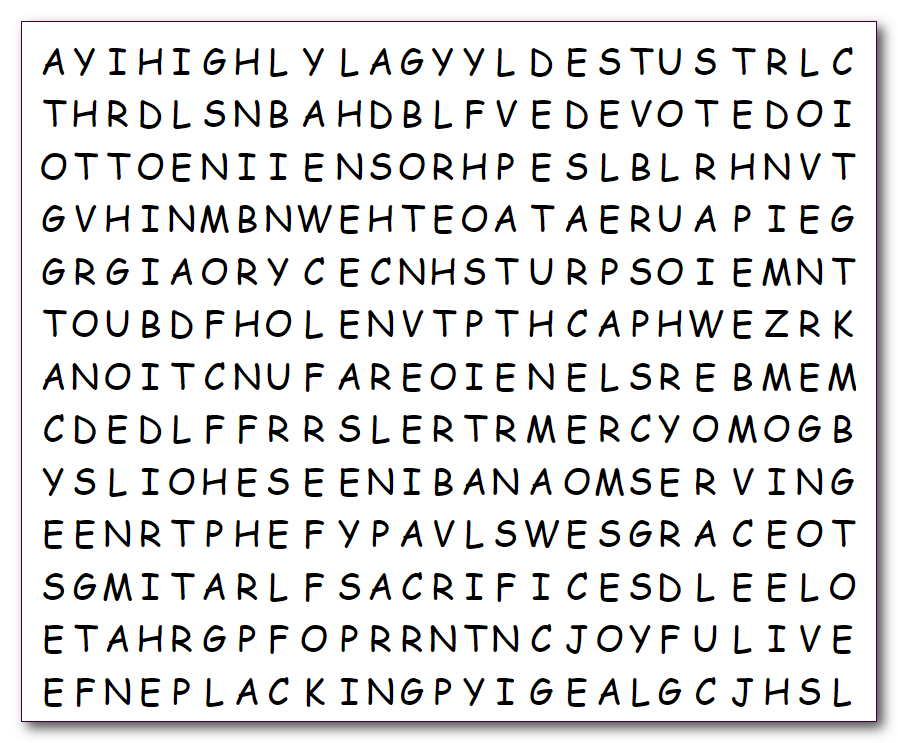 AYIHIGHLYLAGYYLDESTUSTRLC
THRDLSNBAHDBLFVEDEVOTEDOI
OTTOENIIENSORHPESLBLRHNVT
GVHINMBNWEHTEOATAERUAPIEG
GRGIAORYCECNHSTURPSOIEMNT
TOUBDFHOLENVTPTHCAPHWEZRK
ANOITCNUFAREOIENELSREBMEM
CDEDLFFRRSLERTRMERCYOMOGB
YSLIOHESEENIBANAOMSERVING
EENRTPHEFYPAVLSWESGRACEOT
SGMITARLFSACRIFICESDLEELO
ETAHRGPFOPRRNTNCJOYFULIVE
EFNEPLACKINGPYIGEALGCJHSL